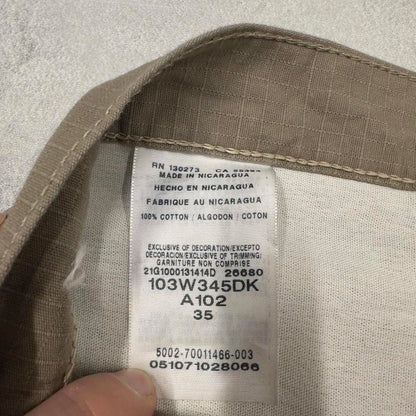 RN 130273 CA
MADE IN NICARAGUA
HECHO EN NICARAGUA
FABRIQUE AU NICARAGUA
100% COTTON / ALGODON / COTON
EXCLUSIVE OF DECORATION/EXCEPTO
DECORACION/EXCLUSIVE OF TRIMMING/
GARNITURE NON COMPRISE
21G1000131414D 26680
103W345DK
A102
35
5002-70011466-003
051071028066